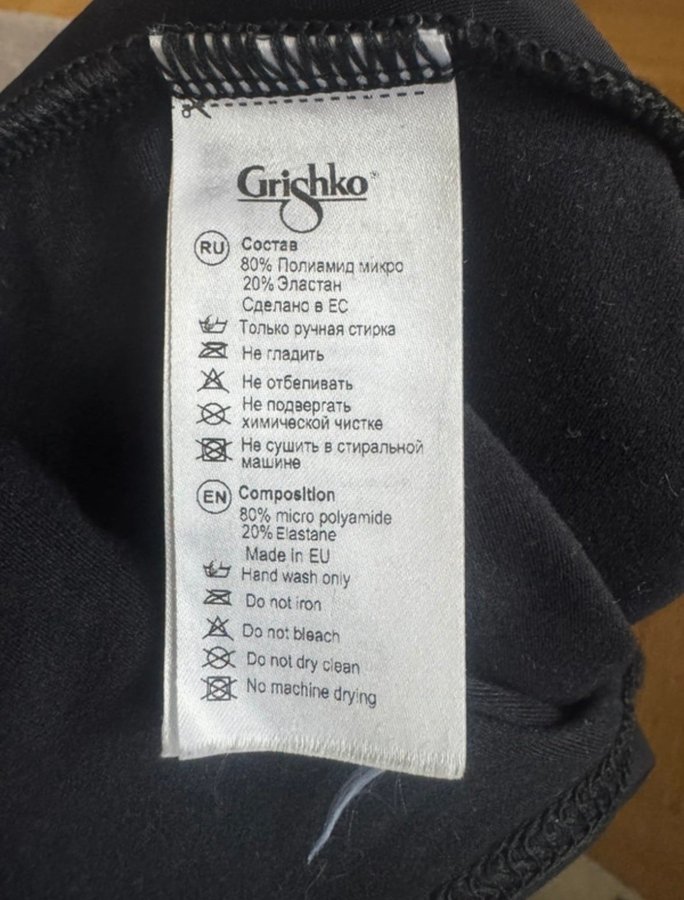 Grishko®
RU Состав
80% Полиамид микро
20% Эластан
Сделано в ЕС
Только ручная стирка
Не гладить
Не отбеливать
Не подвергать
химической чистке
Не сушить в стиральной
машине
EN Composition
80% micro polyamide
20% Elastane
Made in EU
Hand wash only
Do not iron
Do not bleach
Do not dry clean
No machine drying